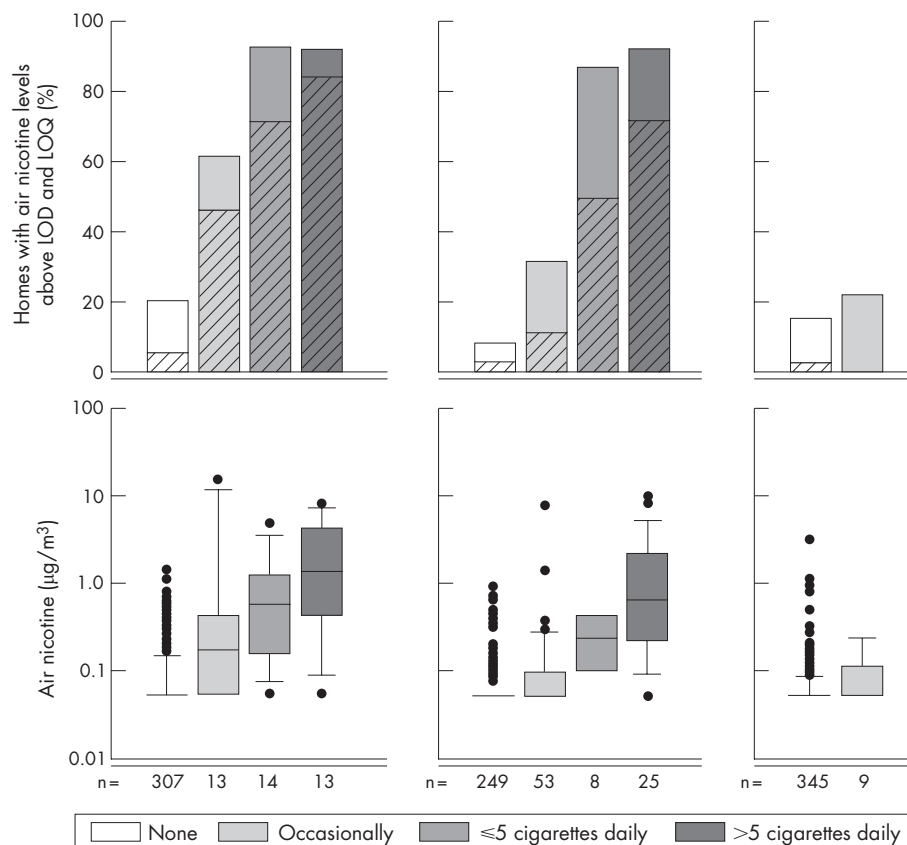 Homes with air nicotine levels
above LOD and LOQ (%)
100
80
60
40
20
0
Air nicotine (µg/m³)
100
10
1.0
0.1
0.01
n= 307 13 14 13
n= 249 53 8 25
n= 345 9
None Occasionally ⩽5 cigarettes daily >5 cigarettes daily